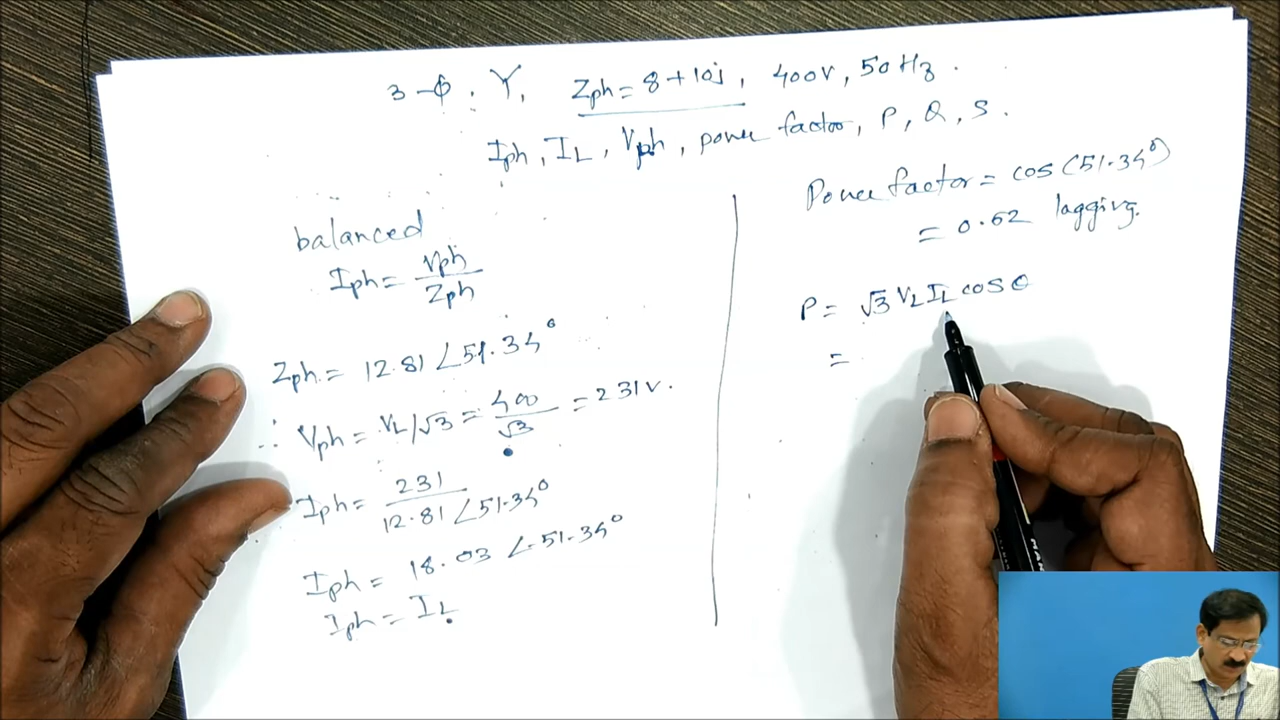 3-ϕ, Y, Zph = 8 + 10j, 400V, 50Hz.
Iph, IL, Vph, power factor, P, Q, S.
balanced
Iph = Vph / Zph
Zph = 12.81 ∠51.34°
∴ Vph = VL/√3 = 400 / √3 = 231V.
Iph = 231 / 12.81 ∠51.34°
Iph = 18.03 ∠-51.34°
Iph = IL
Power factor = cos(51.34°)
= 0.62 lagging.
P = √3 VL IL cos θ
=